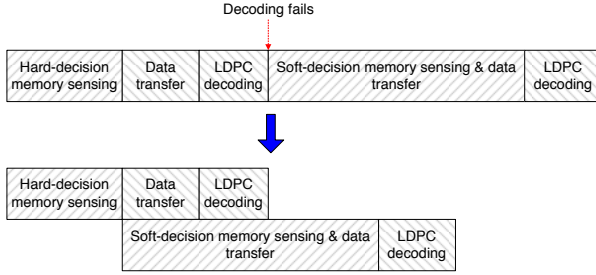 Decoding fails
Hard-decision
memory sensing
Data
transfer
LDPC
decoding
Soft-decision memory sensing & data
transfer
LDPC
decoding
Hard-decision
memory sensing
Data
transfer
LDPC
decoding
Soft-decision memory sensing & data
transfer
LDPC
decoding